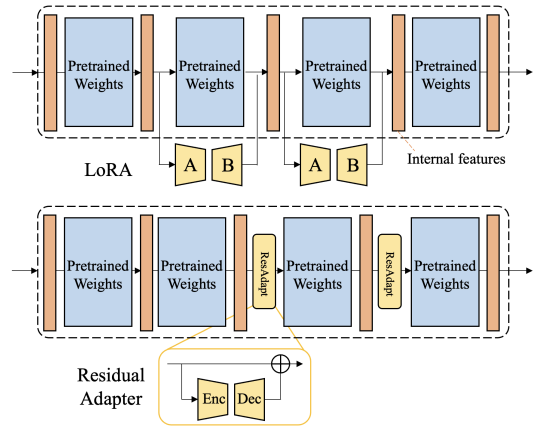 Pretrained
Weights
Pretrained
Weights
Pretrained
Weights
Pretrained
Weights
A
B
A
B
LoRA
Internal features
Pretrained
Weights
Pretrained
Weights
ResAdapt
Pretrained
Weights
ResAdapt
Pretrained
Weights
Residual
Adapter
Enc
Dec